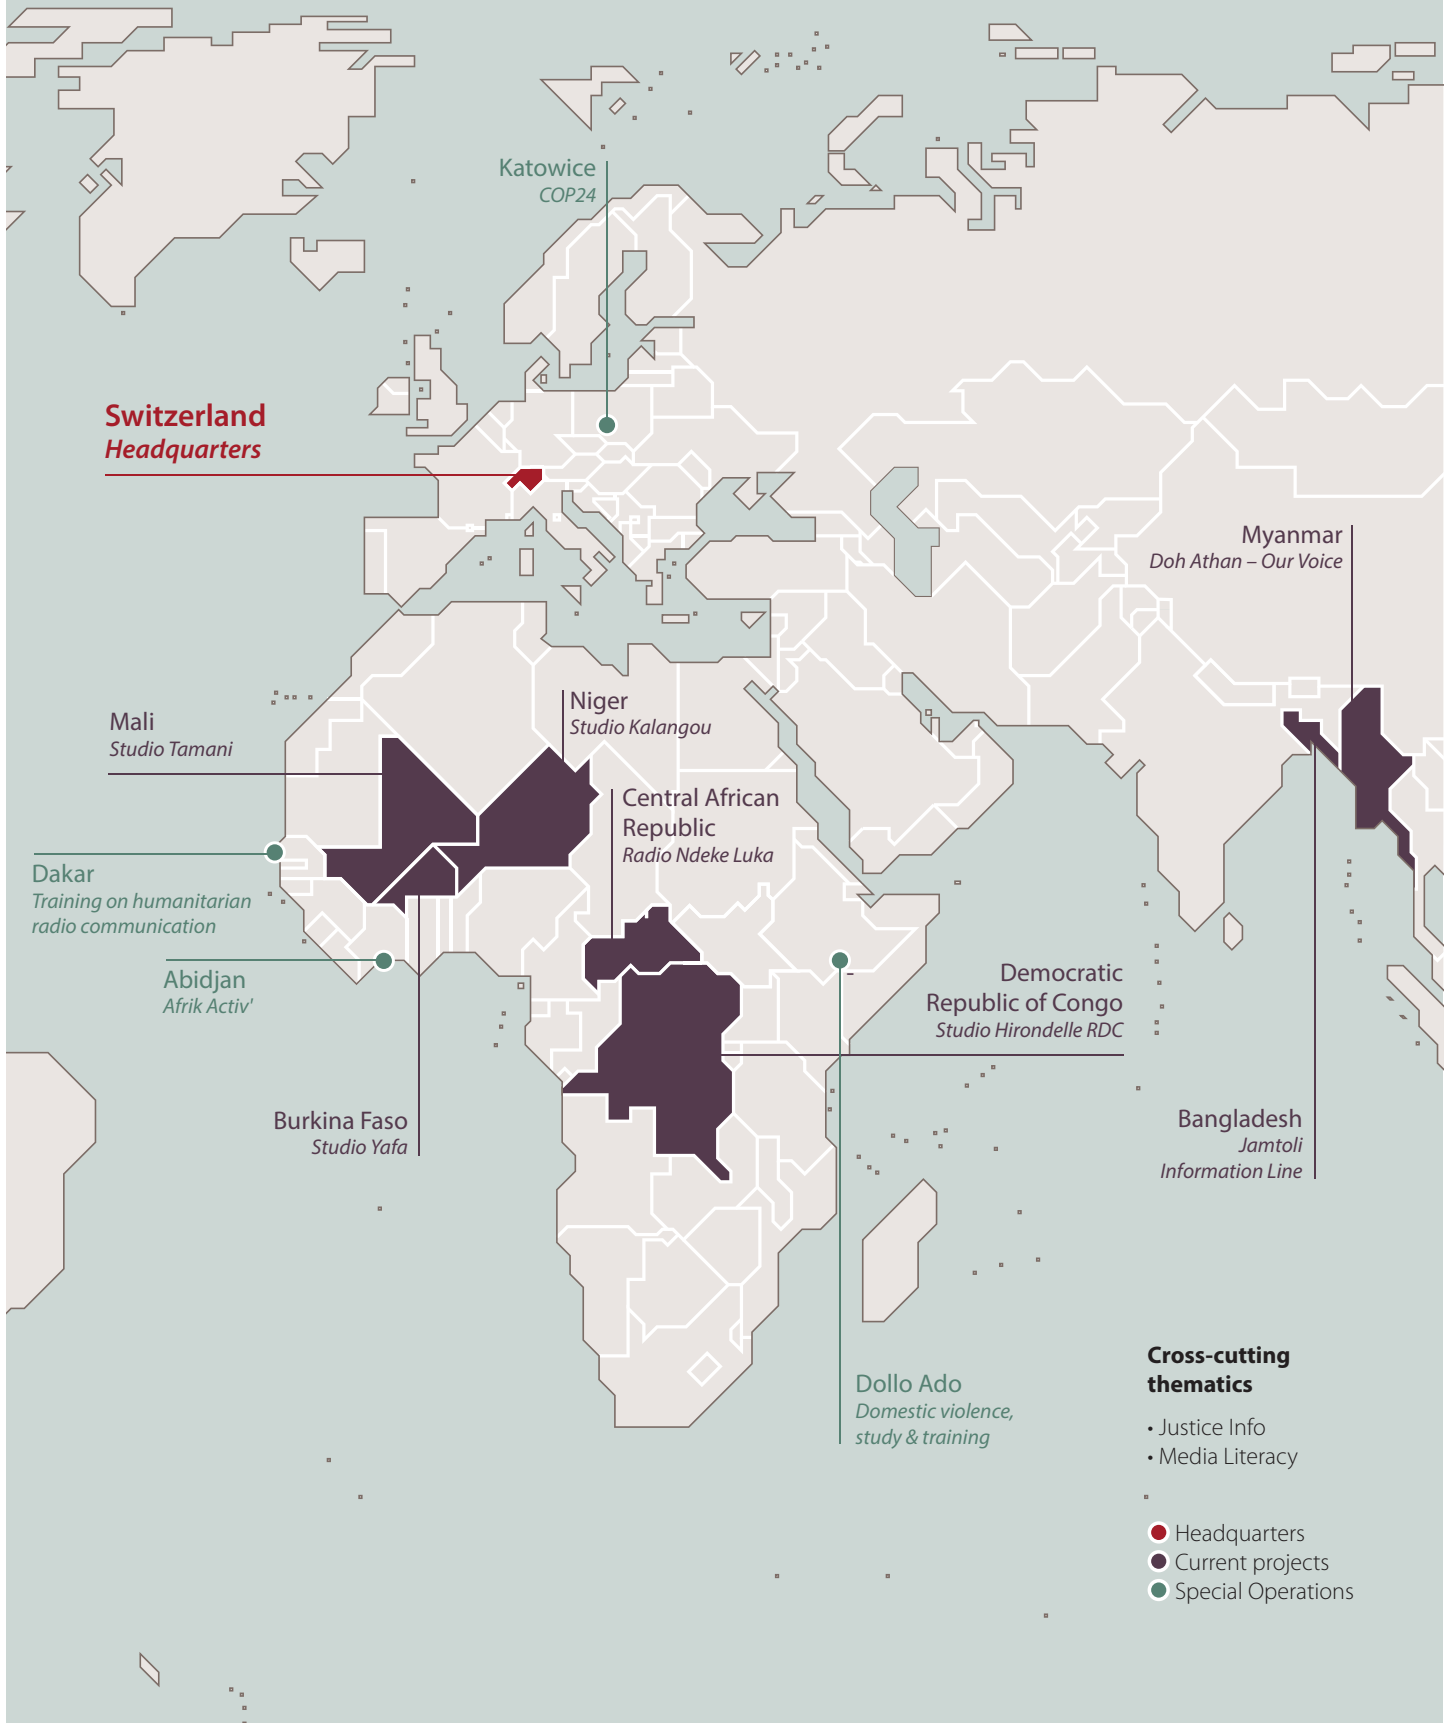 Katowice
COP24
Switzerland
Headquarters
Myanmar
Doh Athan – Our Voice
Niger
Studio Kalangou
Mali
Studio Tamani
Central African
Republic
Radio Ndeke Luka
Dakar
Training on humanitarian
radio communication
Abidjan
Afrik Activ'
Democratic
Republic of Congo
Studio Hirondelle RDC
Burkina Faso
Studio Yafa
Bangladesh
Jamtoli
Information Line
Dollo Ado
Domestic violence,
study & training
Cross-cutting
thematics
• Justice Info
• Media Literacy
Headquarters
Current projects
Special Operations